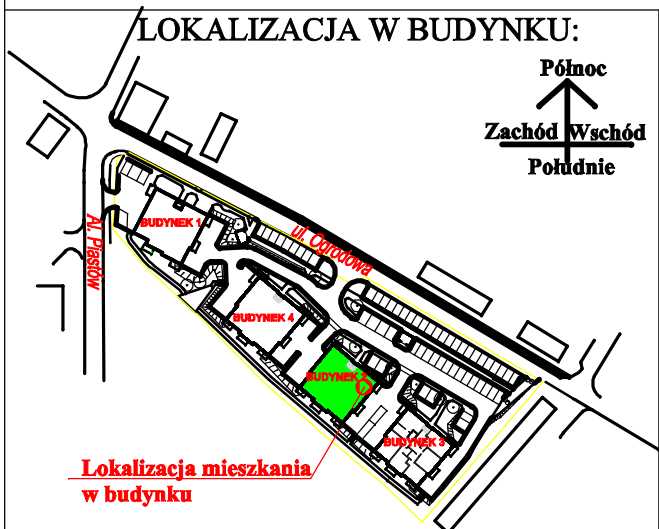 LOKALIZACJA W BUDYNKU:
Północ
Zachód Wschód
Południe
BUDYNEK 1
Al. Piastów
ul. Ogrodowa
BUDYNEK 4
BUDYNEK 2
BUDYNEK 3
Lokalizacja mieszkania
w budynku